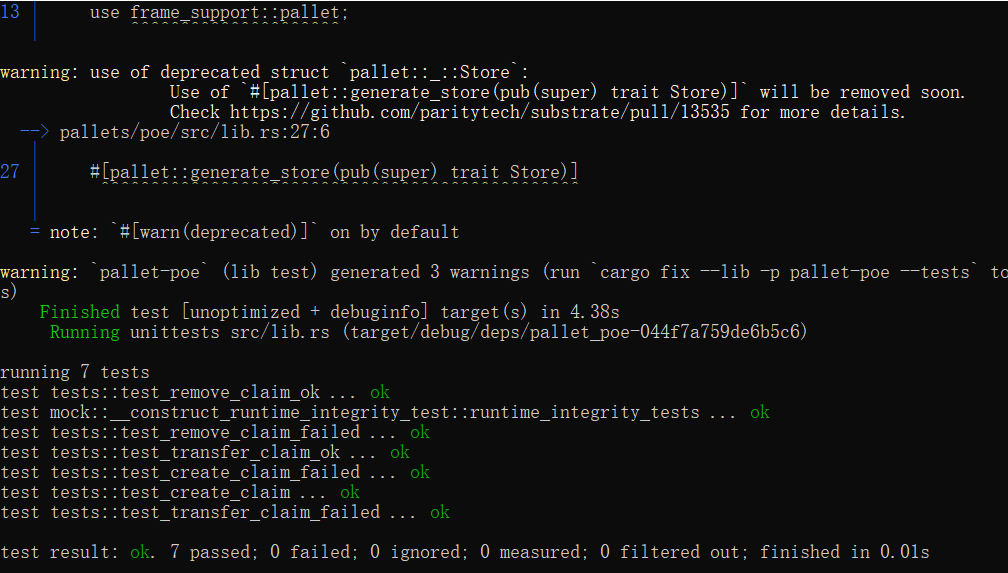 13 use frame_support::pallet;
warning: use of deprecated struct `pallet::_::Store`:
Use of `#[pallet::generate_store(pub(super) trait Store)]` will be removed soon.
Check https://github.com/paritytech/substrate/pull/13535 for more details.
--> pallets/poe/src/lib.rs:27:6
27 #[pallet::generate_store(pub(super) trait Store)]
= note: `#[warn(deprecated)]` on by default
warning: `pallet-poe` (lib test) generated 3 warnings (run `cargo fix --lib -p pallet-poe --tests` to
s)
Finished test [unoptimized + debuginfo] target(s) in 4.38s
Running unittests src/lib.rs (target/debug/deps/pallet_poe-044f7a759de6b5c6)
running 7 tests
test tests::test_remove_claim_ok ... ok
test mock::__construct_runtime_integrity_test::runtime_integrity_tests ... ok
test tests::test_remove_claim_failed ... ok
test tests::test_transfer_claim_ok ... ok
test tests::test_create_claim_failed ... ok
test tests::test_create_claim ... ok
test tests::test_transfer_claim_failed ... ok
test result: ok. 7 passed; 0 failed; 0 ignored; 0 measured; 0 filtered out; finished in 0.01s